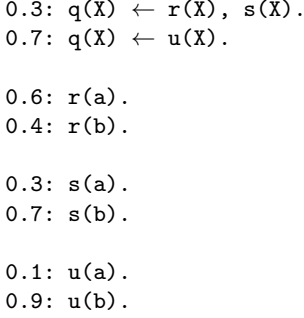 0.3: q(X) ← r(X), s(X).
0.7: q(X) ← u(X).
0.6: r(a).
0.4: r(b).
0.3: s(a).
0.7: s(b).
0.1: u(a).
0.9: u(b).